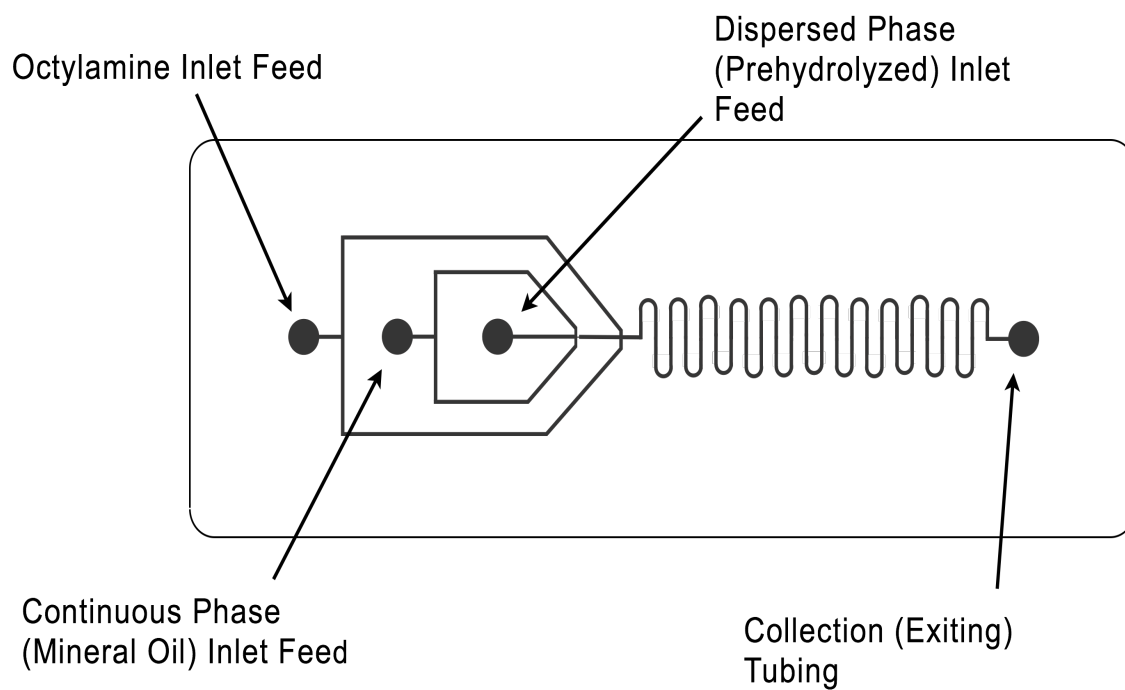 Octylamine Inlet Feed
Dispersed Phase
(Prehydrolyzed) Inlet
Feed
Continuous Phase
(Mineral Oil) Inlet Feed
Collection (Exiting)
Tubing